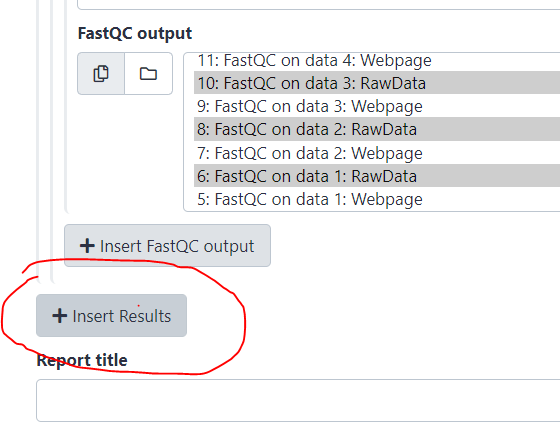 FastQC output
11: FastQC on data 4: Webpage
10: FastQC on data 3: RawData
9: FastQC on data 3: Webpage
8: FastQC on data 2: RawData
7: FastQC on data 2: Webpage
6: FastQC on data 1: RawData
5: FastQC on data 1: Webpage
+ Insert FastQC output
+ Insert Results
Report title